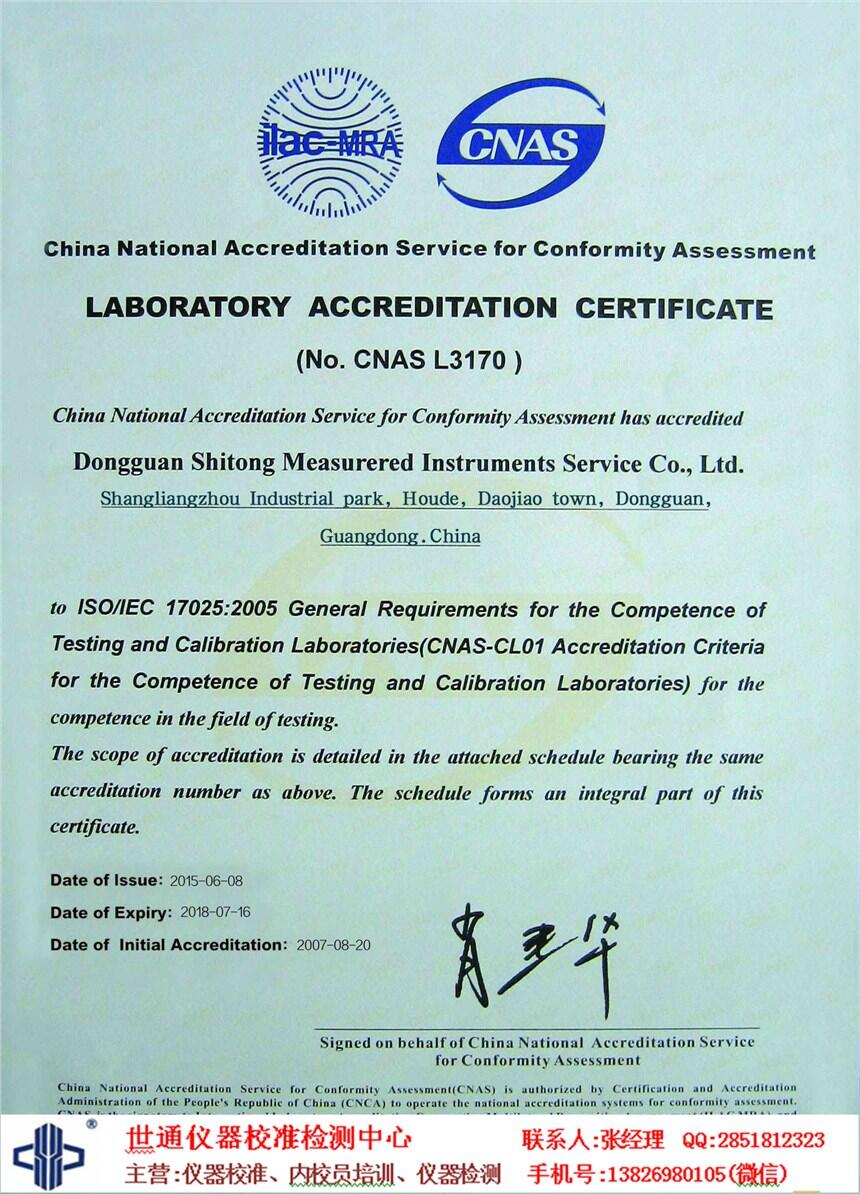 ilac-MRA
CNAS
China National Accreditation Service for Conformity Assessment
LABORATORY ACCREDITATION CERTIFICATE
(No. CNAS L3170 )
China National Accreditation Service for Conformity Assessment has accredited
Dongguan Shitong Measurered Instruments Service Co., Ltd.
Shangliangzhou Industrial park, Houde, Daojiao town, Dongguan,
Guangdong.China
to ISO/IEC 17025:2005 General Requirements for the Competence of
Testing and Calibration Laboratories(CNAS-CL01 Accreditation Criteria
for the Competence of Testing and Calibration Laboratories) for the
competence in the field of testing.
The scope of accreditation is detailed in the attached schedule bearing the same
accreditation number as above. The schedule forms an integral part of this
certificate.
Date of Issue: 2015-06-08
Date of Expiry: 2018-07-16
Date of Initial Accreditation: 2007-08-20
Signed on behalf of China National Accreditation Service
for Conformity Assessment
China National Accreditation Service for Conformity Assessment(CNAS) is authorized by Certification and Accreditation
Administration of the People's Republic of China (CNCA) to operate the national accreditation systems for conformity assessment.
®
世通仪器校准检测中心 联系人:张经理 QQ:2851812323
主营:仪器校准、内校员培训、仪器检测 手机号:13826980105(微信)